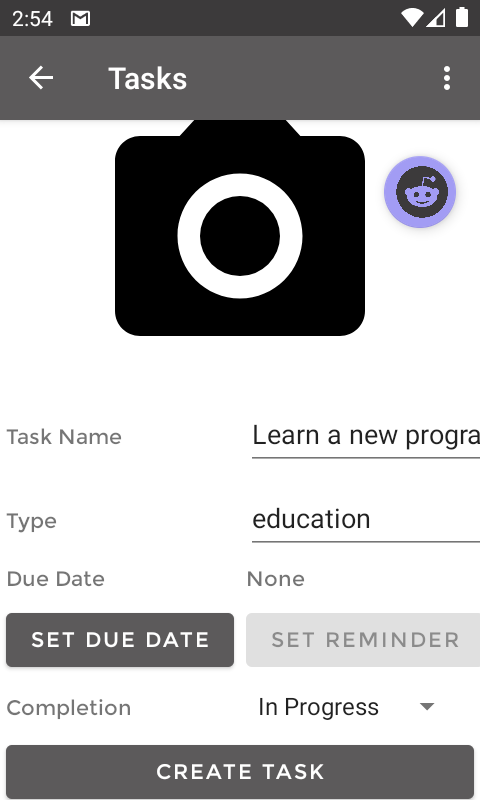 2:54
Tasks
Task Name
Learn a new progra
Type
education
Due Date
None
SET DUE DATE
SET REMINDER
Completion
In Progress
CREATE TASK